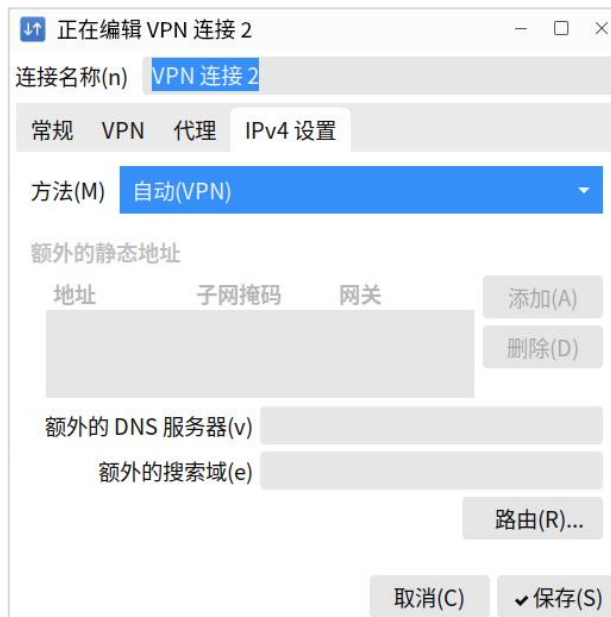 正在编辑 VPN 连接 2
连接名称(n) VPN 连接 2
常规 VPN 代理 IPv4 设置
方法(M) 自动(VPN)
额外的静态地址
地址 子网掩码 网关
添加(A)
删除(D)
额外的 DNS 服务器(v)
额外的搜索域(e)
路由(R)...
取消(C) ✔保存(S)